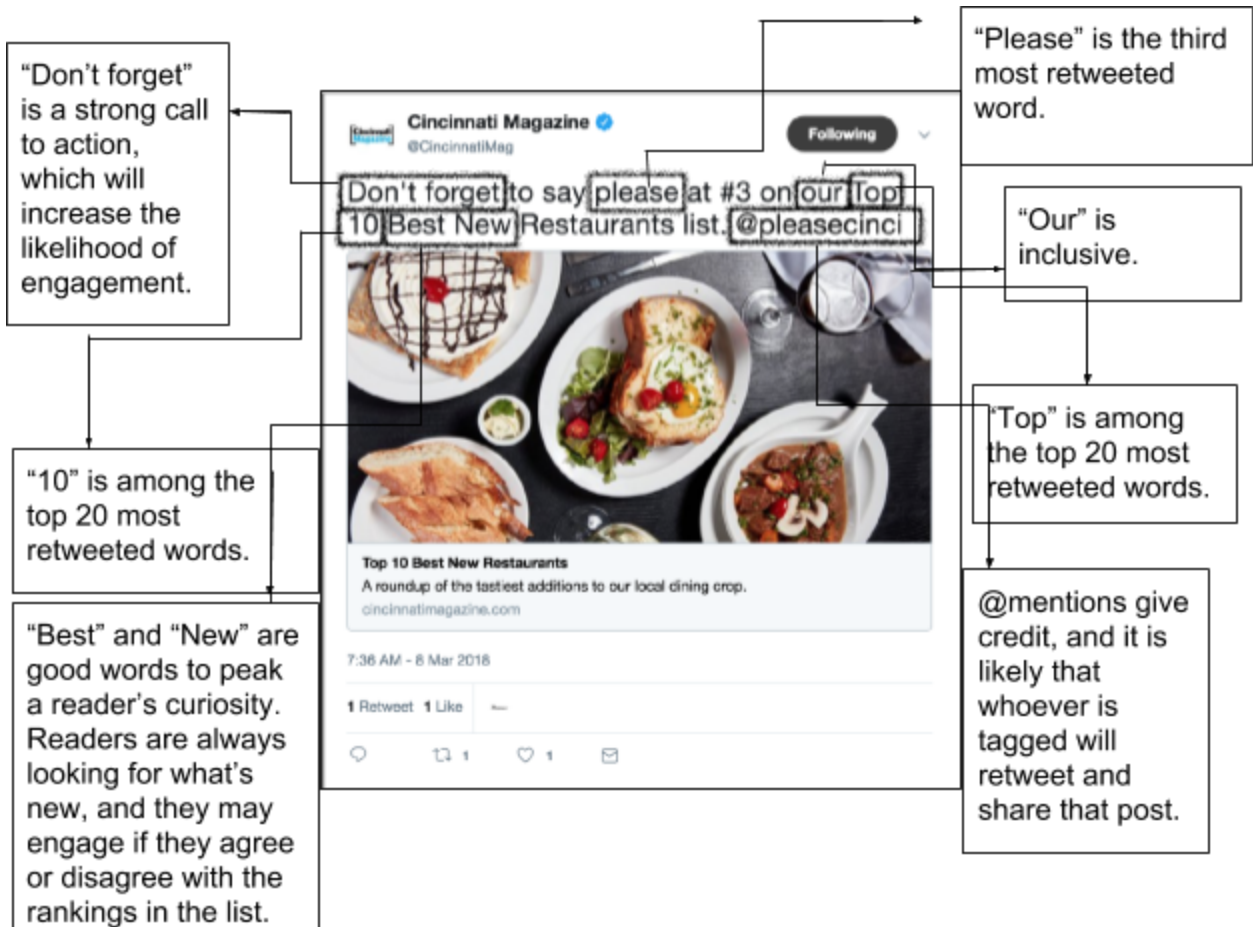 “Please” is the third
most retweeted
word.
“Don’t forget”
is a strong call
to action,
which will
increase the
likelihood of
engagement.
Cincinnati Magazine
Cincinnati Magazine
@CincinnatiMag
Following
Don't forget to say please at #3 on our Top
10 Best New Restaurants list. @pleasecinci
“Our” is
inclusive.
“Top” is among
the top 20 most
retweeted words.
“10” is among the
top 20 most
retweeted words.
Top 10 Best New Restaurants
A roundup of the tastiest additions to our local dining crop.
cincinnatimagazine.com
“Best” and “New” are
good words to peak
a reader’s curiosity.
Readers are always
looking for what’s
new, and they may
engage if they agree
or disagree with the
rankings in the list.
@mentions give
credit, and it is
likely that
whoever is
tagged will
retweet and
share that post.
7:36 AM - 8 Mar 2018
1 Retweet 1 Like
1 1